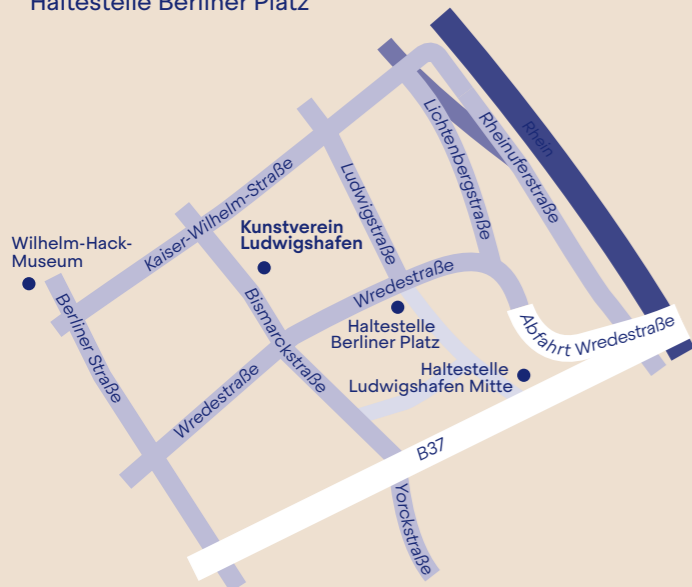 Haltestelle Berliner Platz
Rhein
Lichtenbergstraße
Rheinuferstraße
Ludwigstraße
Kaiser-Wilhelm-Straße
Kunstverein
Ludwigshafen
Wilhelm-Hack-
Museum
Berliner Straße
Bismarckstraße
Wredestraße
Haltestelle
Berliner Platz
Abfahrt Wredestraße
Haltestelle
Ludwigshafen Mitte
Wredestraße
B37
Yorckstraße